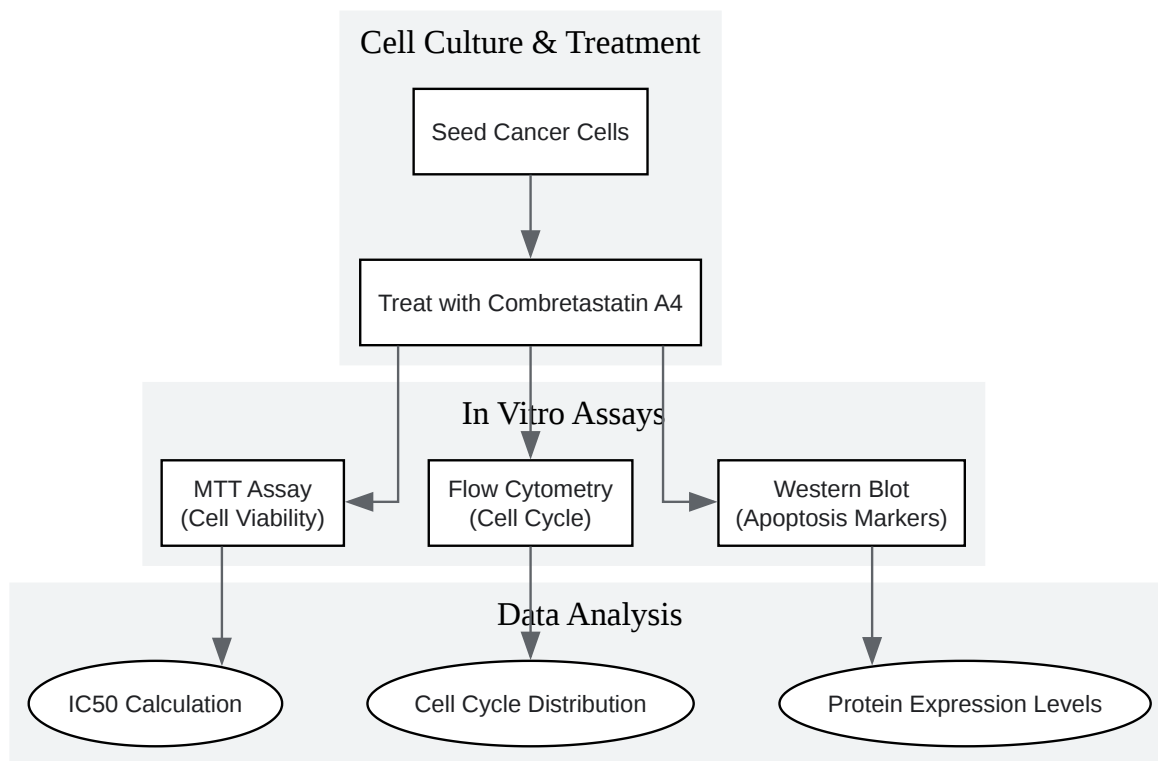 Cell Culture & Treatment
Seed Cancer Cells
Treat with Combretastatin A4
In Vitro Assays
MTT Assay
(Cell Viability)
Flow Cytometry
(Cell Cycle)
Western Blot
(Apoptosis Markers)
Data Analysis
IC50 Calculation
Cell Cycle Distribution
Protein Expression Levels